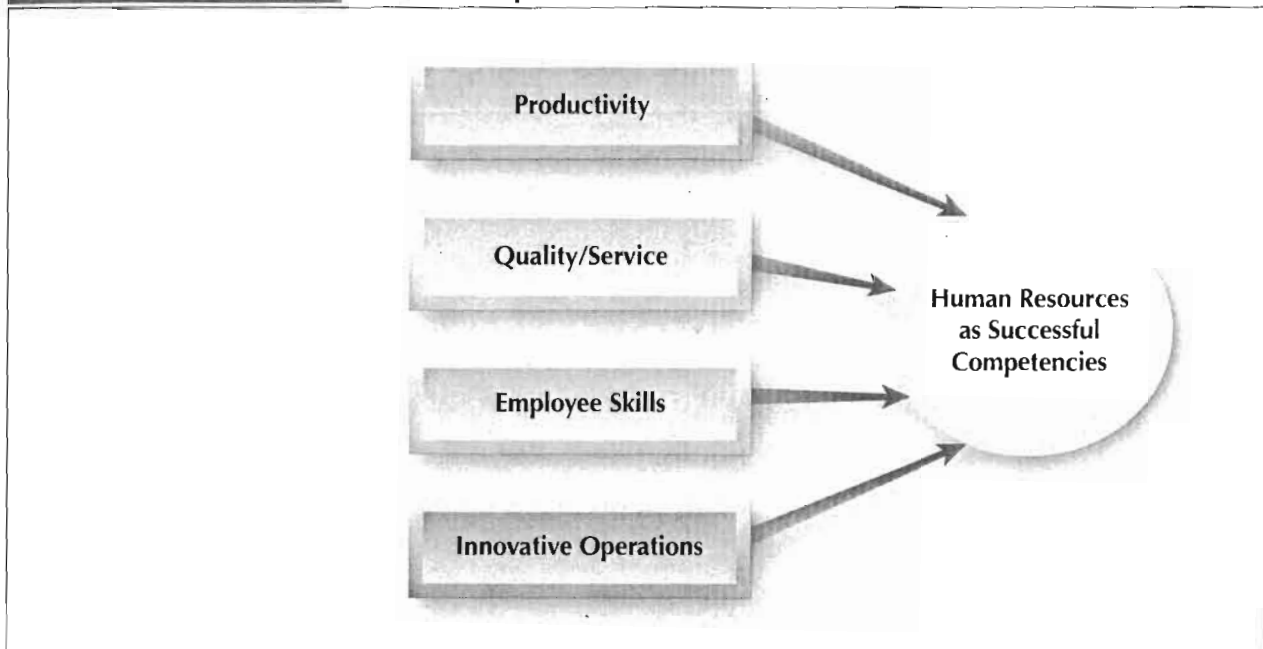 Productivity
Quality/Service
Employee Skills
Innovative Operations
Human Resources
as Successful
Competencies